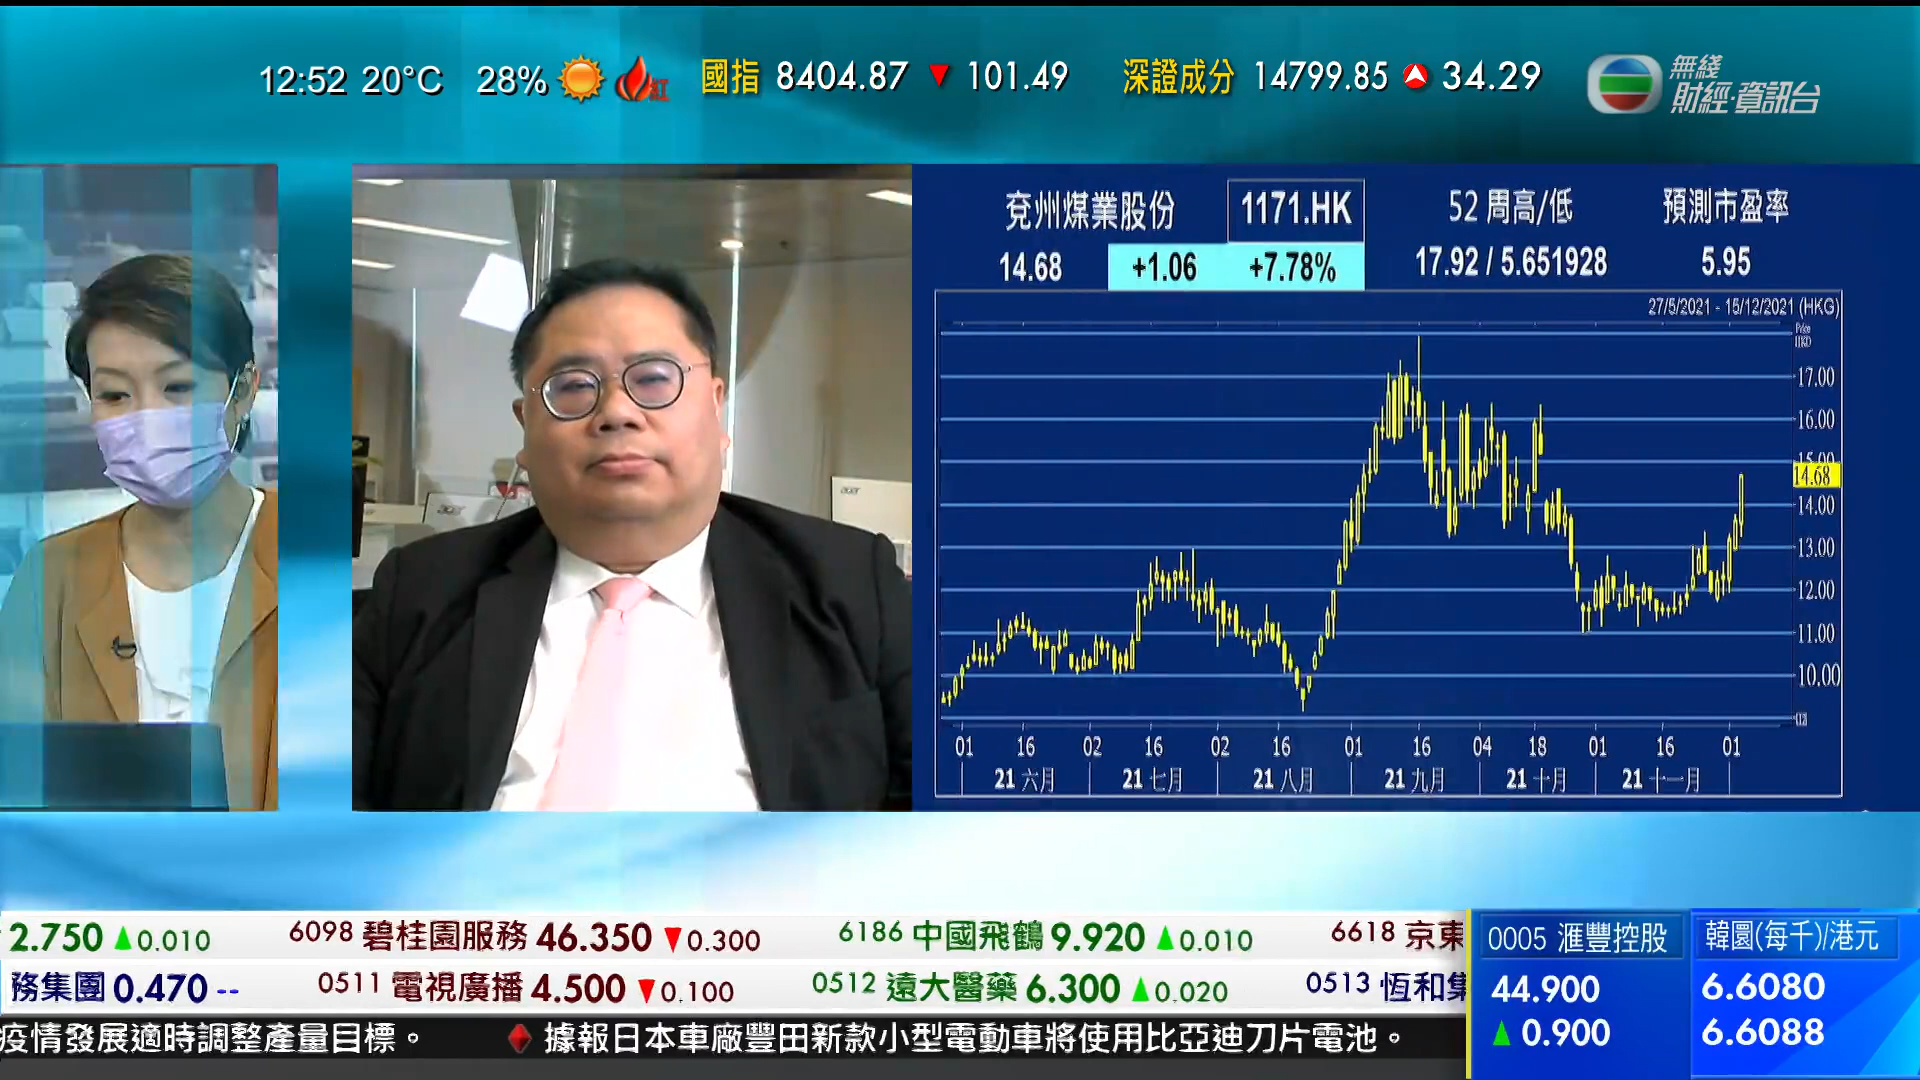 12:52 20°C 28% 紅 國指 8404.87 ▼ 101.49 深證成分 14799.85 ▲ 34.29
無綫
財經·資訊台
兗州煤業股份 1171.HK 52 周高/低 預測市盈率
14.68 +1.06 +7.78% 17.92 / 5.651928 5.95
27/5/2021 - 15/12/2021 (HKG)
Price
HKD
17.00
16.00
15.00
14.68
14.00
13.00
12.00
11.00
10.00
01 16 02 16 02 16 01 16 04 18 01 16 01
21 六月 21 七月 21 八月 21 九月 21 十月 21 十一月
acer
acer
2.750 ▲0.010 6098 碧桂園服務 46.350 ▼0.300 6186 中國飛鶴 9.920 ▲0.010 6618 京東
務集團 0.470 -- 0511 電視廣播 4.500 ▼0.100 0512 遠大醫藥 6.300 ▲0.020 0513 恆和集
疫情發展適時調整產量目標。 ◆ 據報日本車廠豐田新款小型電動車將使用比亞迪刀片電池。
0005 滙豐控股
44.900
▲ 0.900
韓圜(每千)/港元
6.6080
6.6088